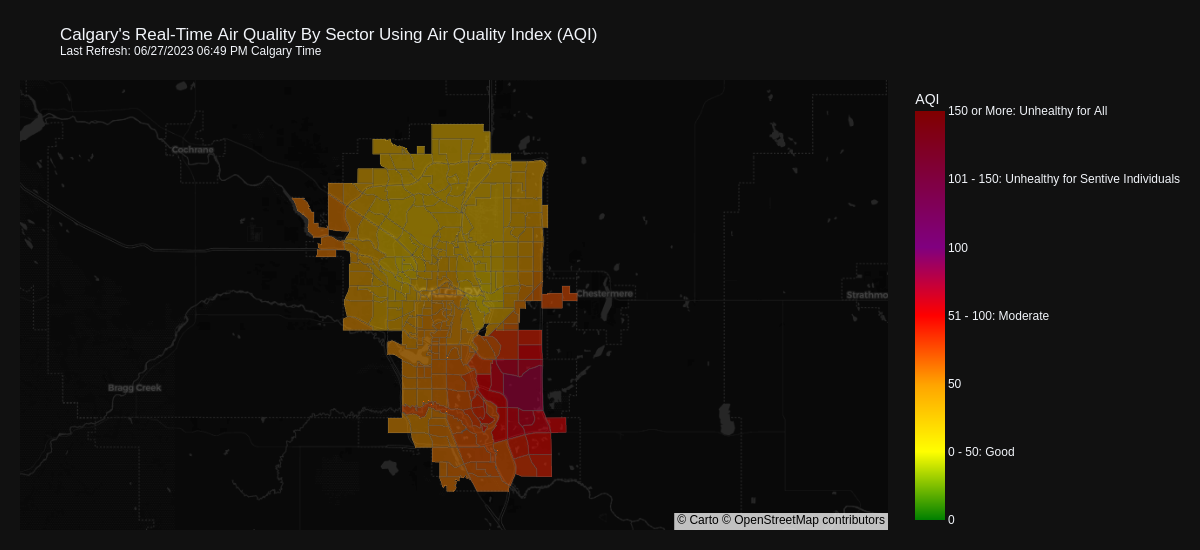 Calgary's Real-Time Air Quality By Sector Using Air Quality Index (AQI)
Last Refresh: 06/27/2023 06:49 PM Calgary Time
AQI
150 or More: Unhealthy for All
101 - 150: Unhealthy for Sentive Individuals
100
51 - 100: Moderate
50
0 - 50: Good
0
Cochrane
CALGARY
Chestermere
Strathmo
Bragg Creek
© Carto © OpenStreetMap contributors